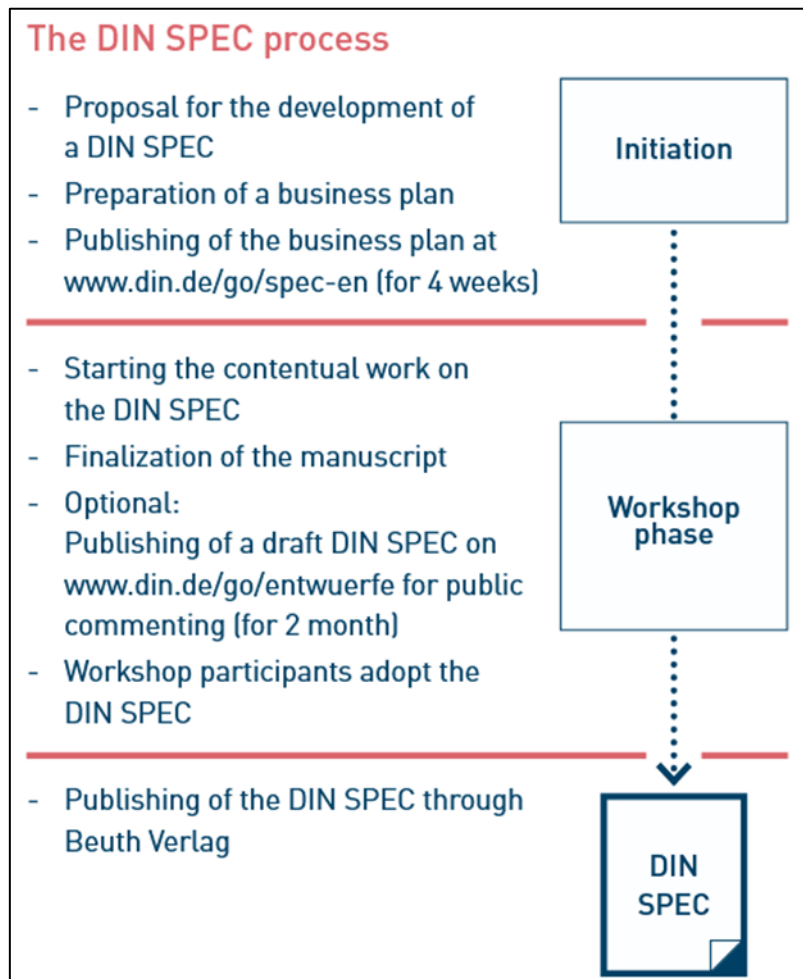 The DIN SPEC process
- Proposal for the development of
a DIN SPEC
- Preparation of a business plan
- Publishing of the business plan at
www.din.de/go/spec-en (for 4 weeks)
Initiation
- Starting the contentual work on
the DIN SPEC
- Finalization of the manuscript
- Optional:
Publishing of a draft DIN SPEC on
www.din.de/go/entwuerfe for public
commenting (for 2 month)
- Workshop participants adopt the
DIN SPEC
Workshop
phase
- Publishing of the DIN SPEC through
Beuth Verlag
DIN
SPEC